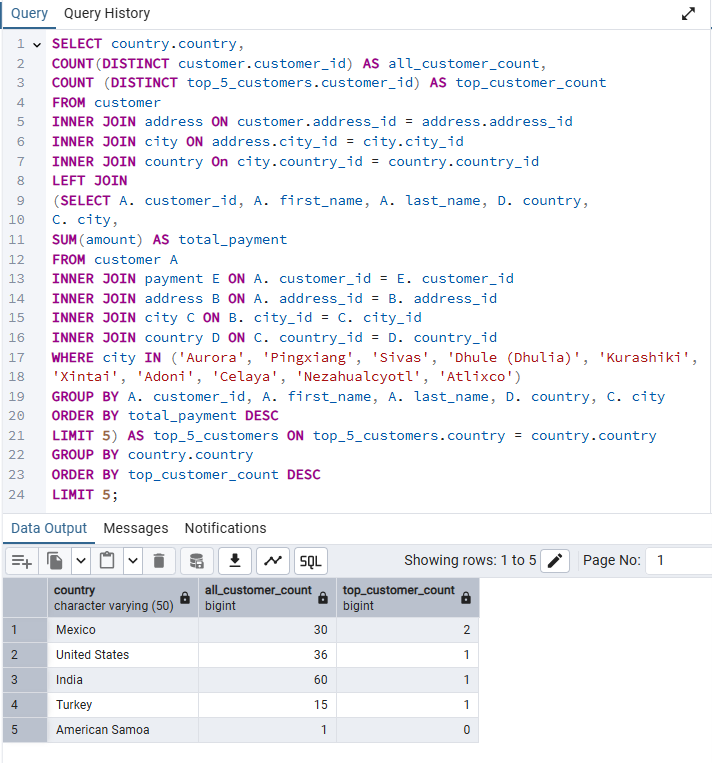 Query Query History
1 SELECT country.country,
2 COUNT(DISTINCT customer.customer_id) AS all_customer_count,
3 COUNT (DISTINCT top_5_customers.customer_id) AS top_customer_count
4 FROM customer
5 INNER JOIN address ON customer.address_id = address.address_id
6 INNER JOIN city ON address.city_id = city.city_id
7 INNER JOIN country On city.country_id = country.country_id
8 LEFT JOIN
9 (SELECT A. customer_id, A. first_name, A. last_name, D. country,
10 C. city,
11 SUM(amount) AS total_payment
12 FROM customer A
13 INNER JOIN payment E ON A. customer_id = E. customer_id
14 INNER JOIN address B ON A. address_id = B. address_id
15 INNER JOIN city C ON B. city_id = C. city_id
16 INNER JOIN country D ON C. country_id = D. country_id
17 WHERE city IN ('Aurora', 'Pingxiang', 'Sivas', 'Dhule (Dhulia)', 'Kurashiki',
18 'Xintai', 'Adoni', 'Celaya', 'Nezahualcyotl', 'Atlixco')
19 GROUP BY A. customer_id, A. first_name, A. last_name, D. country, C. city
20 ORDER BY total_payment DESC
21 LIMIT 5) AS top_5_customers ON top_5_customers.country = country.country
22 GROUP BY country.country
23 ORDER BY top_customer_count DESC
24 LIMIT 5;
Data Output Messages Notifications
SQL Showing rows: 1 to 5 Page No: 1
country all_customer_count top_customer_count
character varying (50) bigint bigint
1 Mexico 30 2
2 United States 36 1
3 India 60 1
4 Turkey 15 1
5 American Samoa 1 0